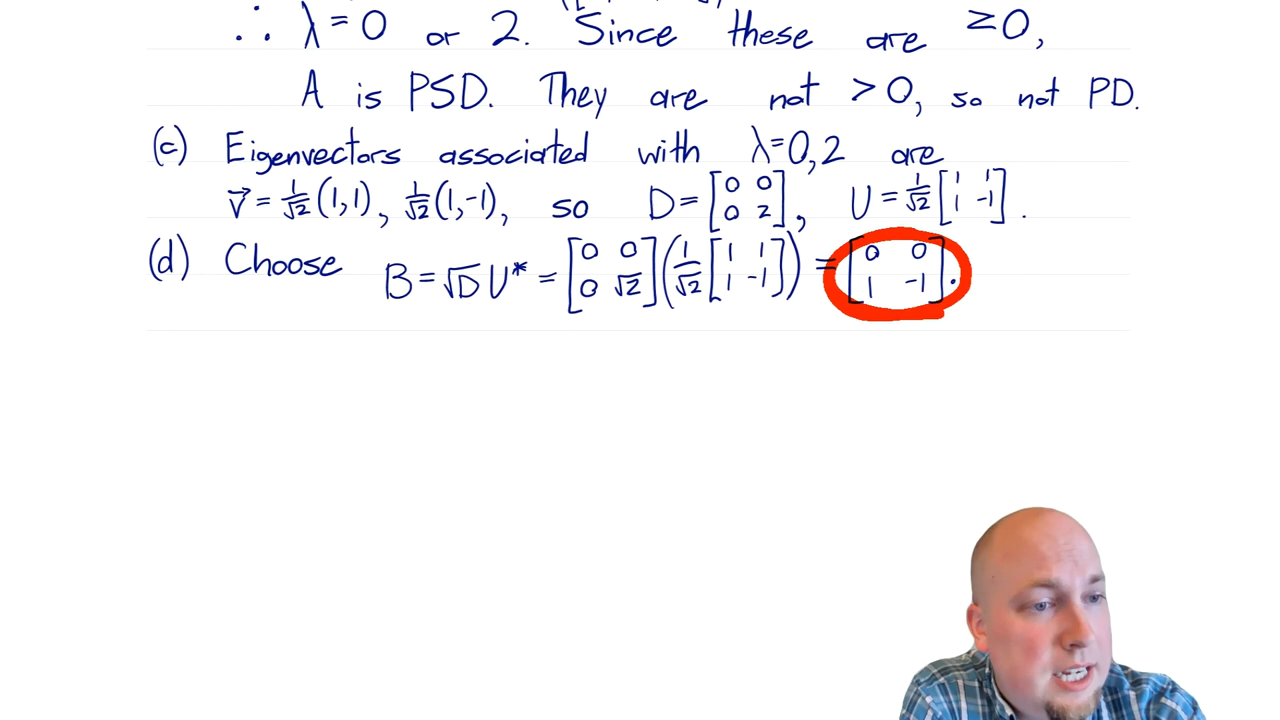 ∴ λ=0 or 2. Since these are ≥0,
A is PSD. They are not >0, so not PD.
(c) Eigenvectors associated with λ=0,2 are
v⃗ = 1/√2 (1,1), 1/√2 (1,-1), so D = [0 0; 0 2], U = 1/√2 [1 1; 1 -1].
(d) Choose B = √D U* = [0 0; 0 √2] (1/√2 [1 1; 1 -1]) = [0 0; 1 -1].